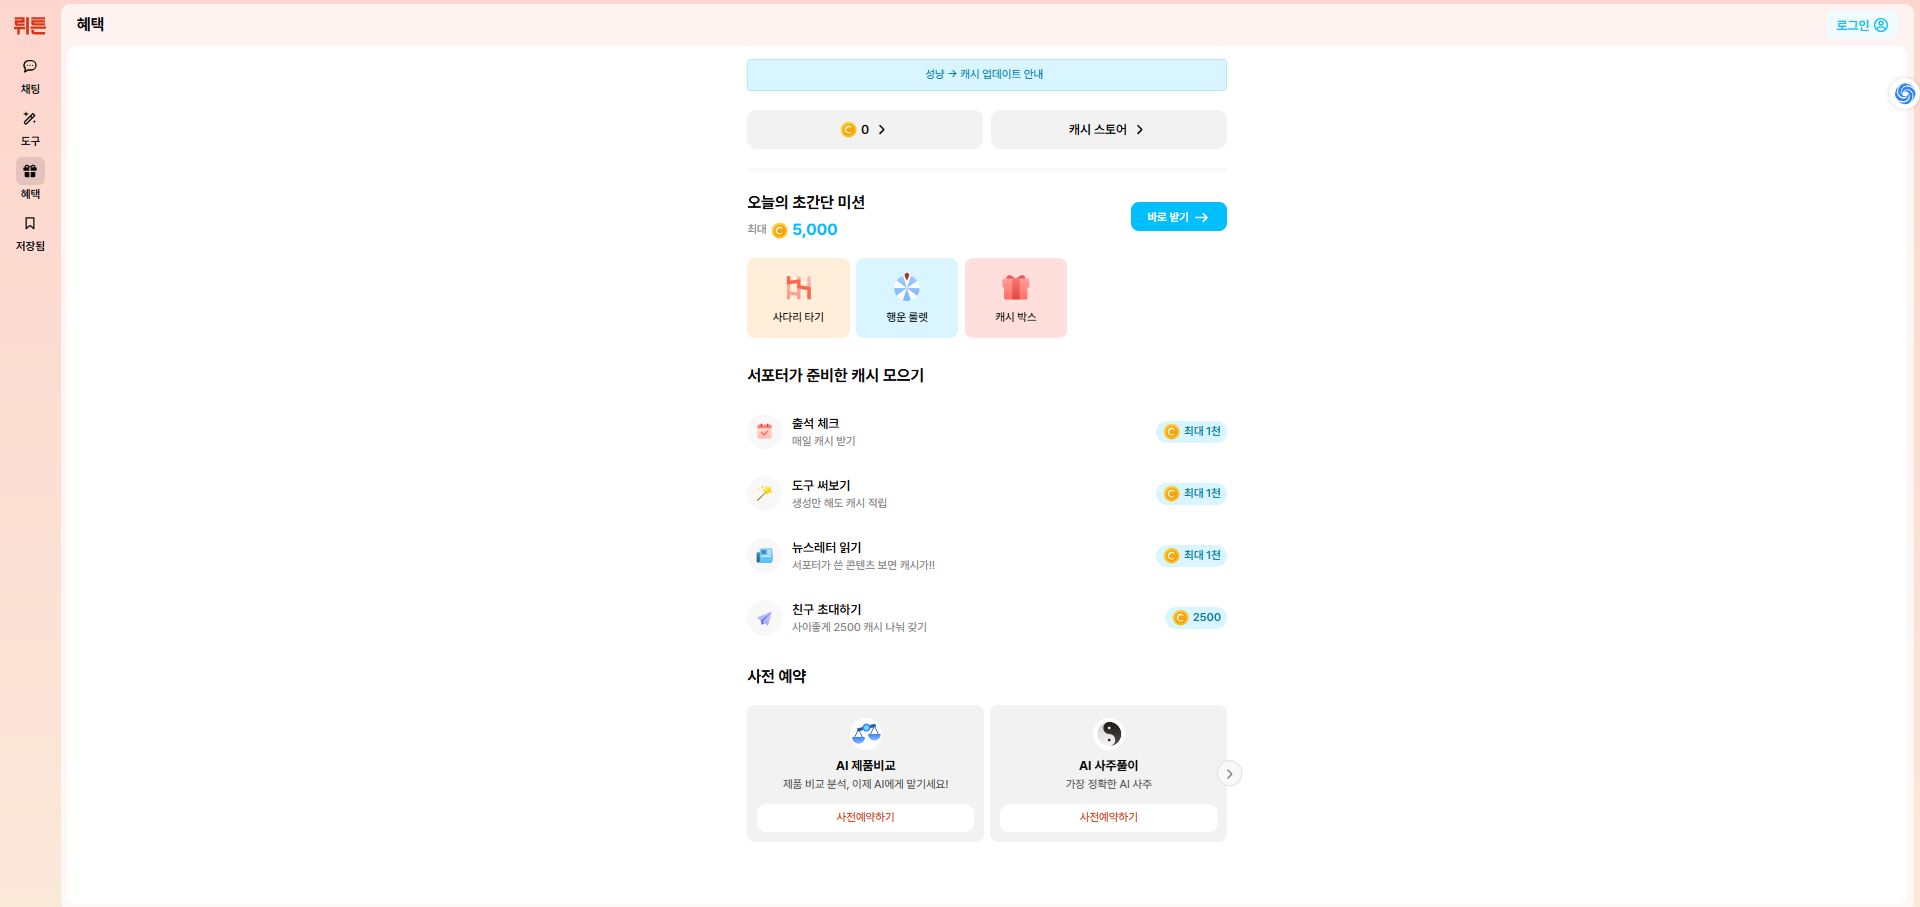 뤼튼
혜택
로그인
채팅
도구
혜택
저장됨
성냥 → 캐시 업데이트 안내
C 0
캐시 스토어
오늘의 초간단 미션
최대 C 5,000
바로 받기 →
사다리 타기
행운 룰렛
캐시 박스
서포터가 준비한 캐시 모으기
출석 체크
매일 캐시 받기
C 최대 1천
도구 써보기
생성만 해도 캐시 적립
C 최대 1천
뉴스레터 읽기
서포터가 쓴 콘텐츠 보면 캐시가!!
C 최대 1천
친구 초대하기
사이좋게 2500 캐시 나눠 갖기
C 2500
사전 예약
AI 제품비교
제품 비교 분석, 이제 AI에게 맡기세요!
사전예약하기
AI 사주풀이
가장 정확한 AI 사주
사전예약하기